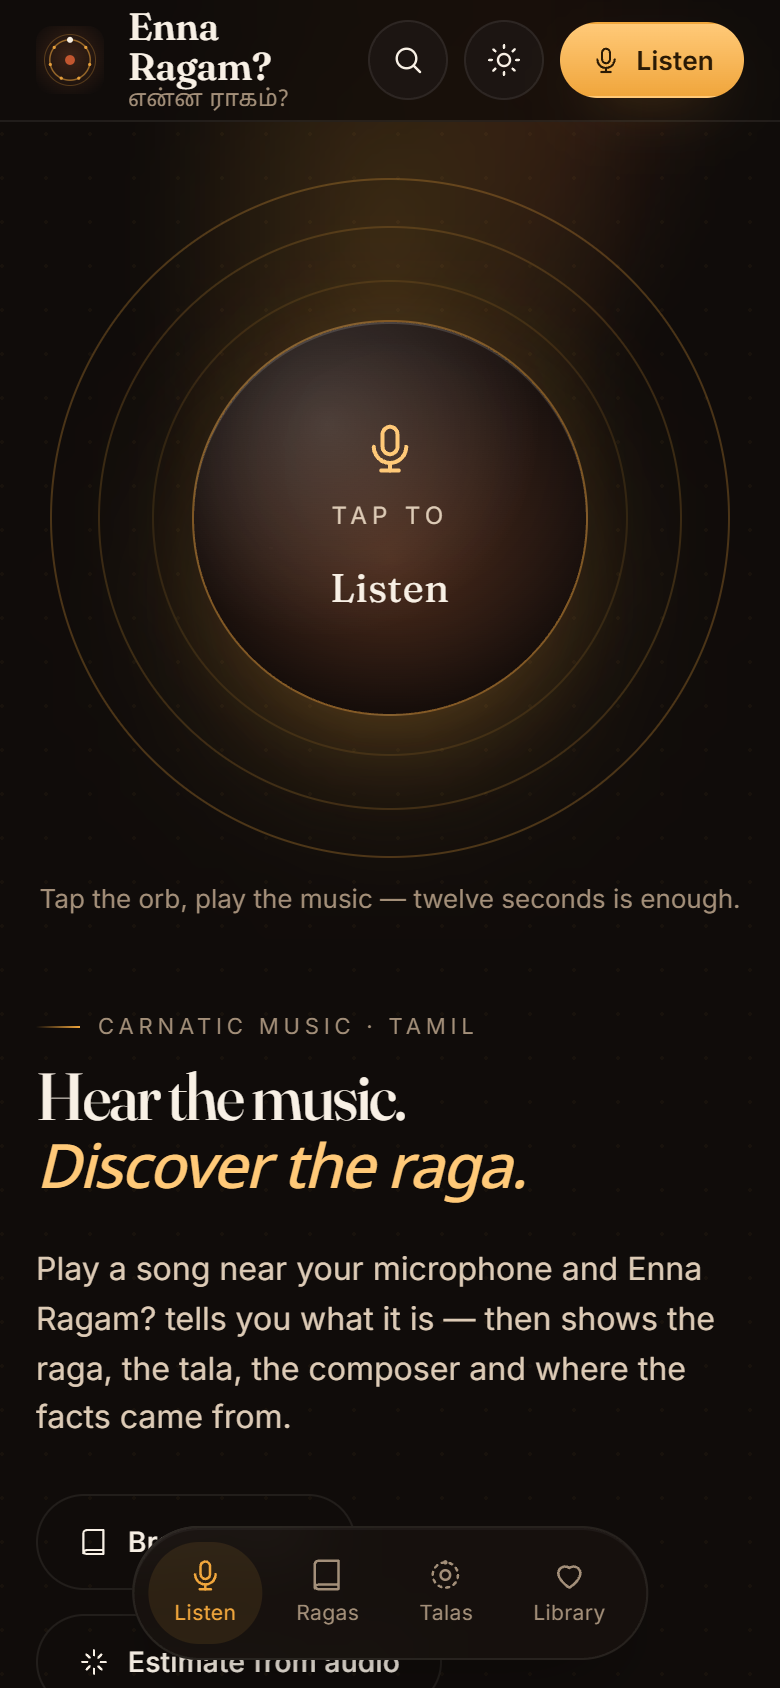 Enna
Ragam?
என்ன ராகம்?
Listen
TAP TO
Listen
Tap the orb, play the music — twelve seconds is enough.
CARNATIC MUSIC · TAMIL
Hear the music.
Discover the raga.
Play a song near your microphone and Enna
Ragam? tells you what it is — then shows the
raga, the tala, the composer and where the
facts came from.
Listen
Ragas
Talas
Library
Estimate from audio